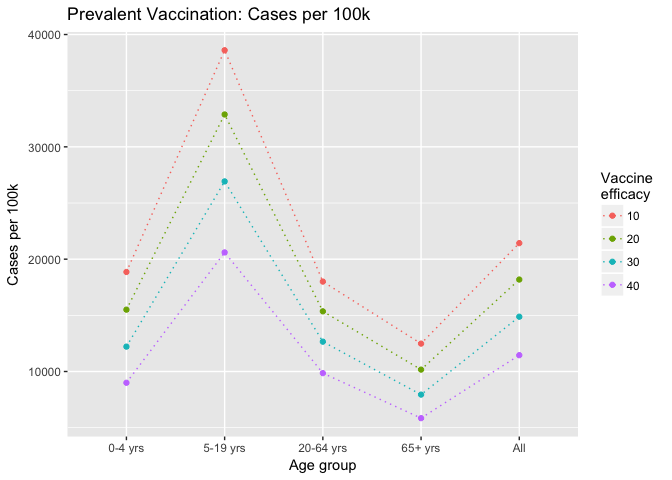 Prevalent Vaccination: Cases per 100k
40000
30000
20000
10000
Cases per 100k
0-4 yrs
5-19 yrs
20-64 yrs
65+ yrs
All
Age group
Vaccine
efficacy
10
20
30
40